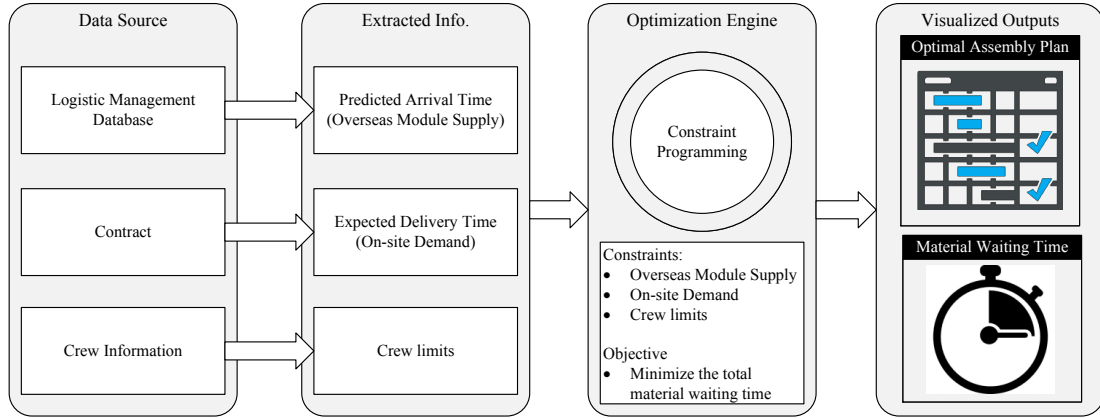 Data Source
Logistic Management
Database
Contract
Crew Information
Extracted Info.
Predicted Arrival Time
(Overseas Module Supply)
Expected Delivery Time
(On-site Demand)
Crew limits
Optimization Engine
Constraint
Programming
Constraints:
• Overseas Module Supply
• On-site Demand
• Crew limits
Objective
• Minimize the total
material waiting time
Visualized Outputs
Optimal Assembly Plan
Material Waiting Time